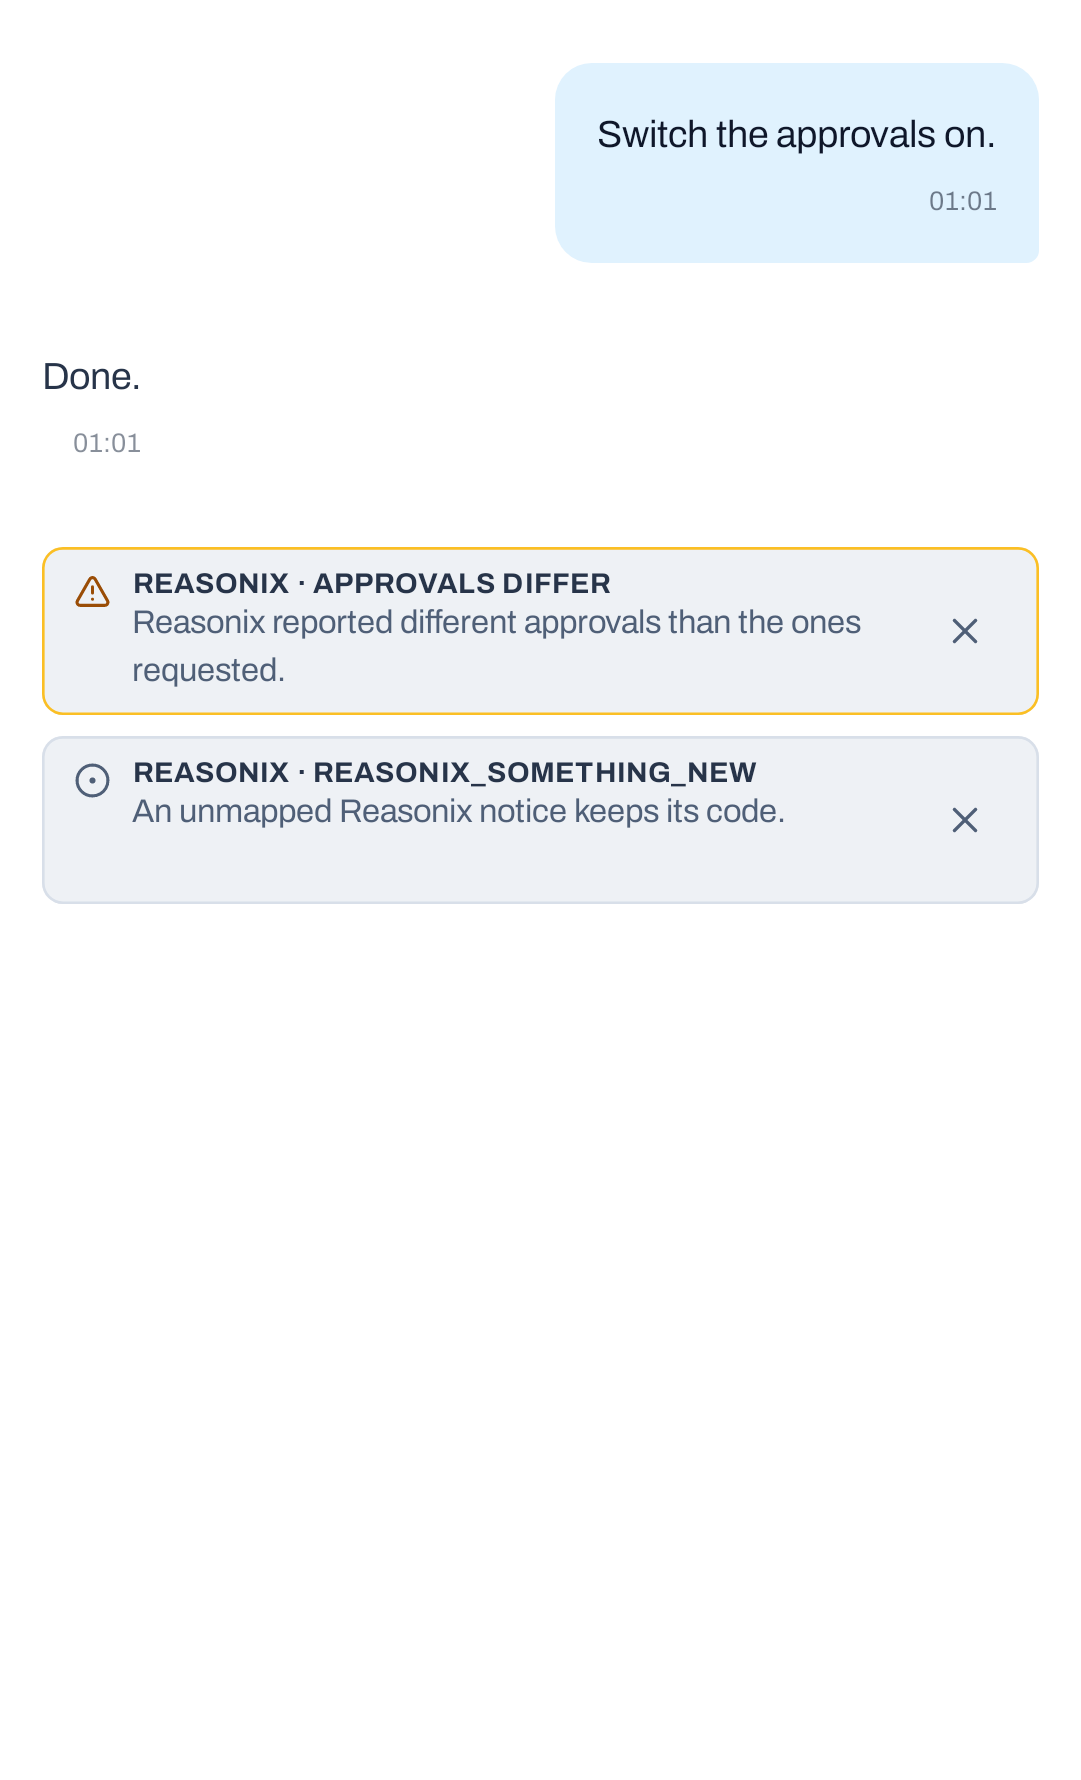 Switch the approvals on.
01:01
Done.
01:01
REASONIX · APPROVALS DIFFER
Reasonix reported different approvals than the ones
requested.
REASONIX · REASONIX_SOMETHING_NEW
An unmapped Reasonix notice keeps its code.